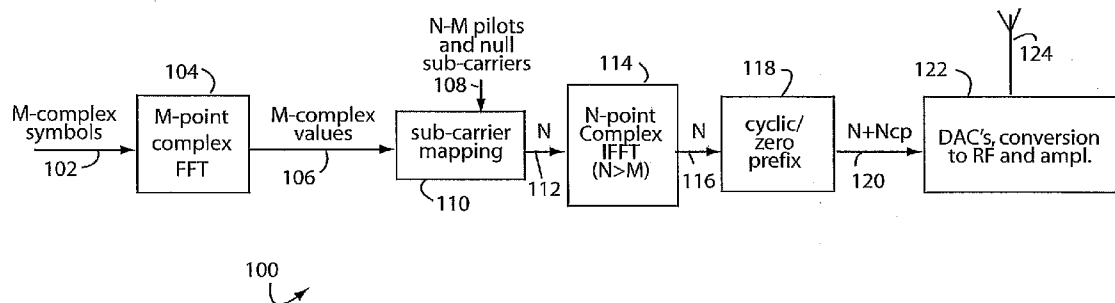 M-complex
symbols
102
104
M-point
complex
FFT
M-complex
values
106
N-M pilots
and null
sub-carriers
108
sub-carrier
mapping
110
N
112
114
N-point
Complex
IFFT
(N>M)
N
116
118
cyclic/
zero
prefix
N+Ncp
120
122
DAC's, conversion
to RF and ampl.
124
100